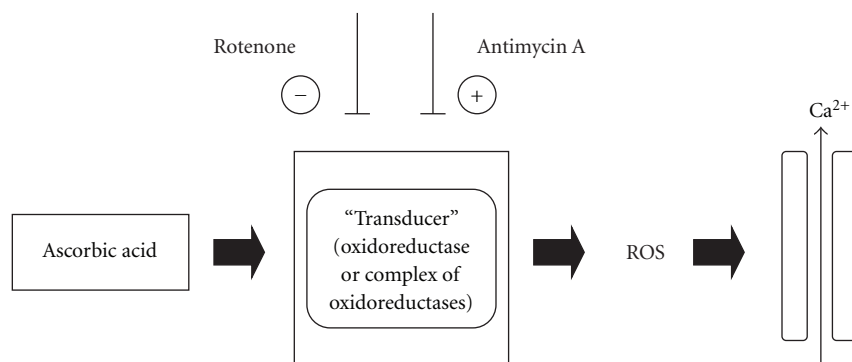 Rotenone
Antimycin A
−
+
Ca²⁺
Ascorbic acid
“Transducer”
(oxidoreductase
or complex of
oxidoreductases)
ROS